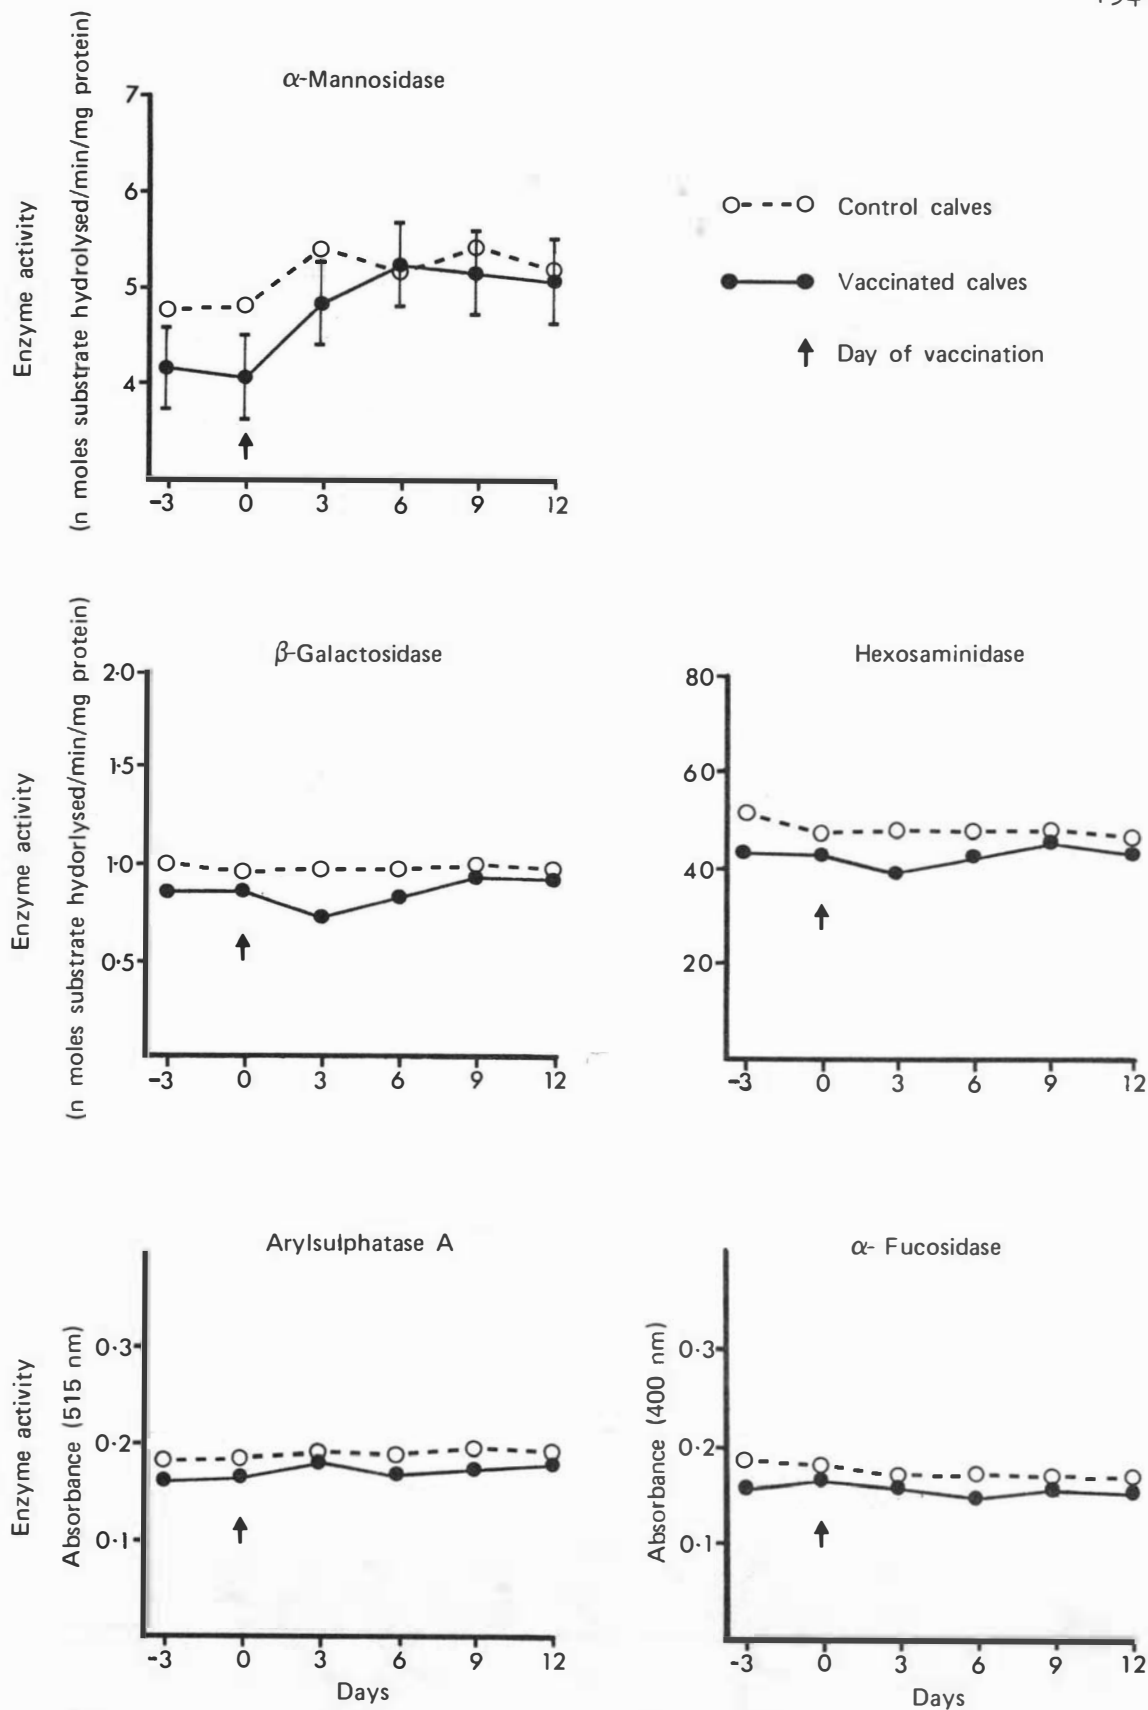 α-Mannosidase
Enzyme activity
(n moles substrate hydrolysed/min/mg protein)
7
6
5
4
-3 0 3 6 9 12
Control calves
Vaccinated calves
Day of vaccination
β-Galactosidase
Enzyme activity
(n moles substrate hydorlysed/min/mg protein)
2·0
1·5
1·0
0·5
-3 0 3 6 9 12
Hexosaminidase
80
60
40
20
-3 0 3 6 9 12
Arylsulphatase A
Enzyme activity
Absorbance (515 nm)
0·3
0·2
0·1
-3 0 3 6 9 12
Days
α- Fucosidase
Absorbance (400 nm)
0·3
0·2
0·1
-3 0 3 6 9 12
Days